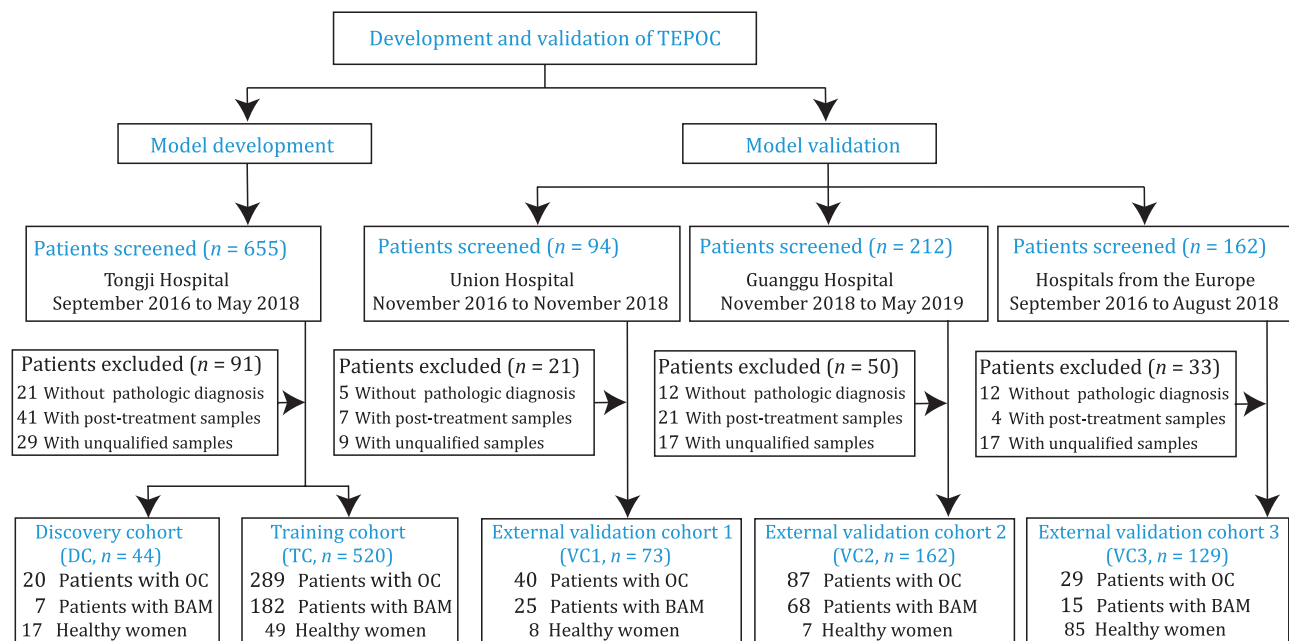 Development and validation of TEPOC
Model development
Model validation
Patients screened (n = 655)
Tongji Hospital
September 2016 to May 2018
Patients screened (n = 94)
Union Hospital
November 2016 to November 2018
Patients screened (n = 212)
Guanggu Hospital
November 2018 to May 2019
Patients screened (n = 162)
Hospitals from the Europe
September 2016 to August 2018
Patients excluded (n = 91)
21 Without pathologic diagnosis
41 With post-treatment samples
29 With unqualified samples
Patients excluded (n = 21)
5 Without pathologic diagnosis
7 With post-treatment samples
9 With unqualified samples
Patients excluded (n = 50)
12 Without pathologic diagnosis
21 With post-treatment samples
17 With unqualified samples
Patients excluded (n = 33)
12 Without pathologic diagnosis
4 With post-treatment samples
17 With unqualified samples
Discovery cohort
(DC, n = 44)
20 Patients with OC
7 Patients with BAM
17 Healthy women
Training cohort
(TC, n = 520)
289 Patients with OC
182 Patients with BAM
49 Healthy women
External validation cohort 1
(VC1, n = 73)
40 Patients with OC
25 Patients with BAM
8 Healthy women
External validation cohort 2
(VC2, n = 162)
87 Patients with OC
68 Patients with BAM
7 Healthy women
External validation cohort 3
(VC3, n = 129)
29 Patients with OC
15 Patients with BAM
85 Healthy women